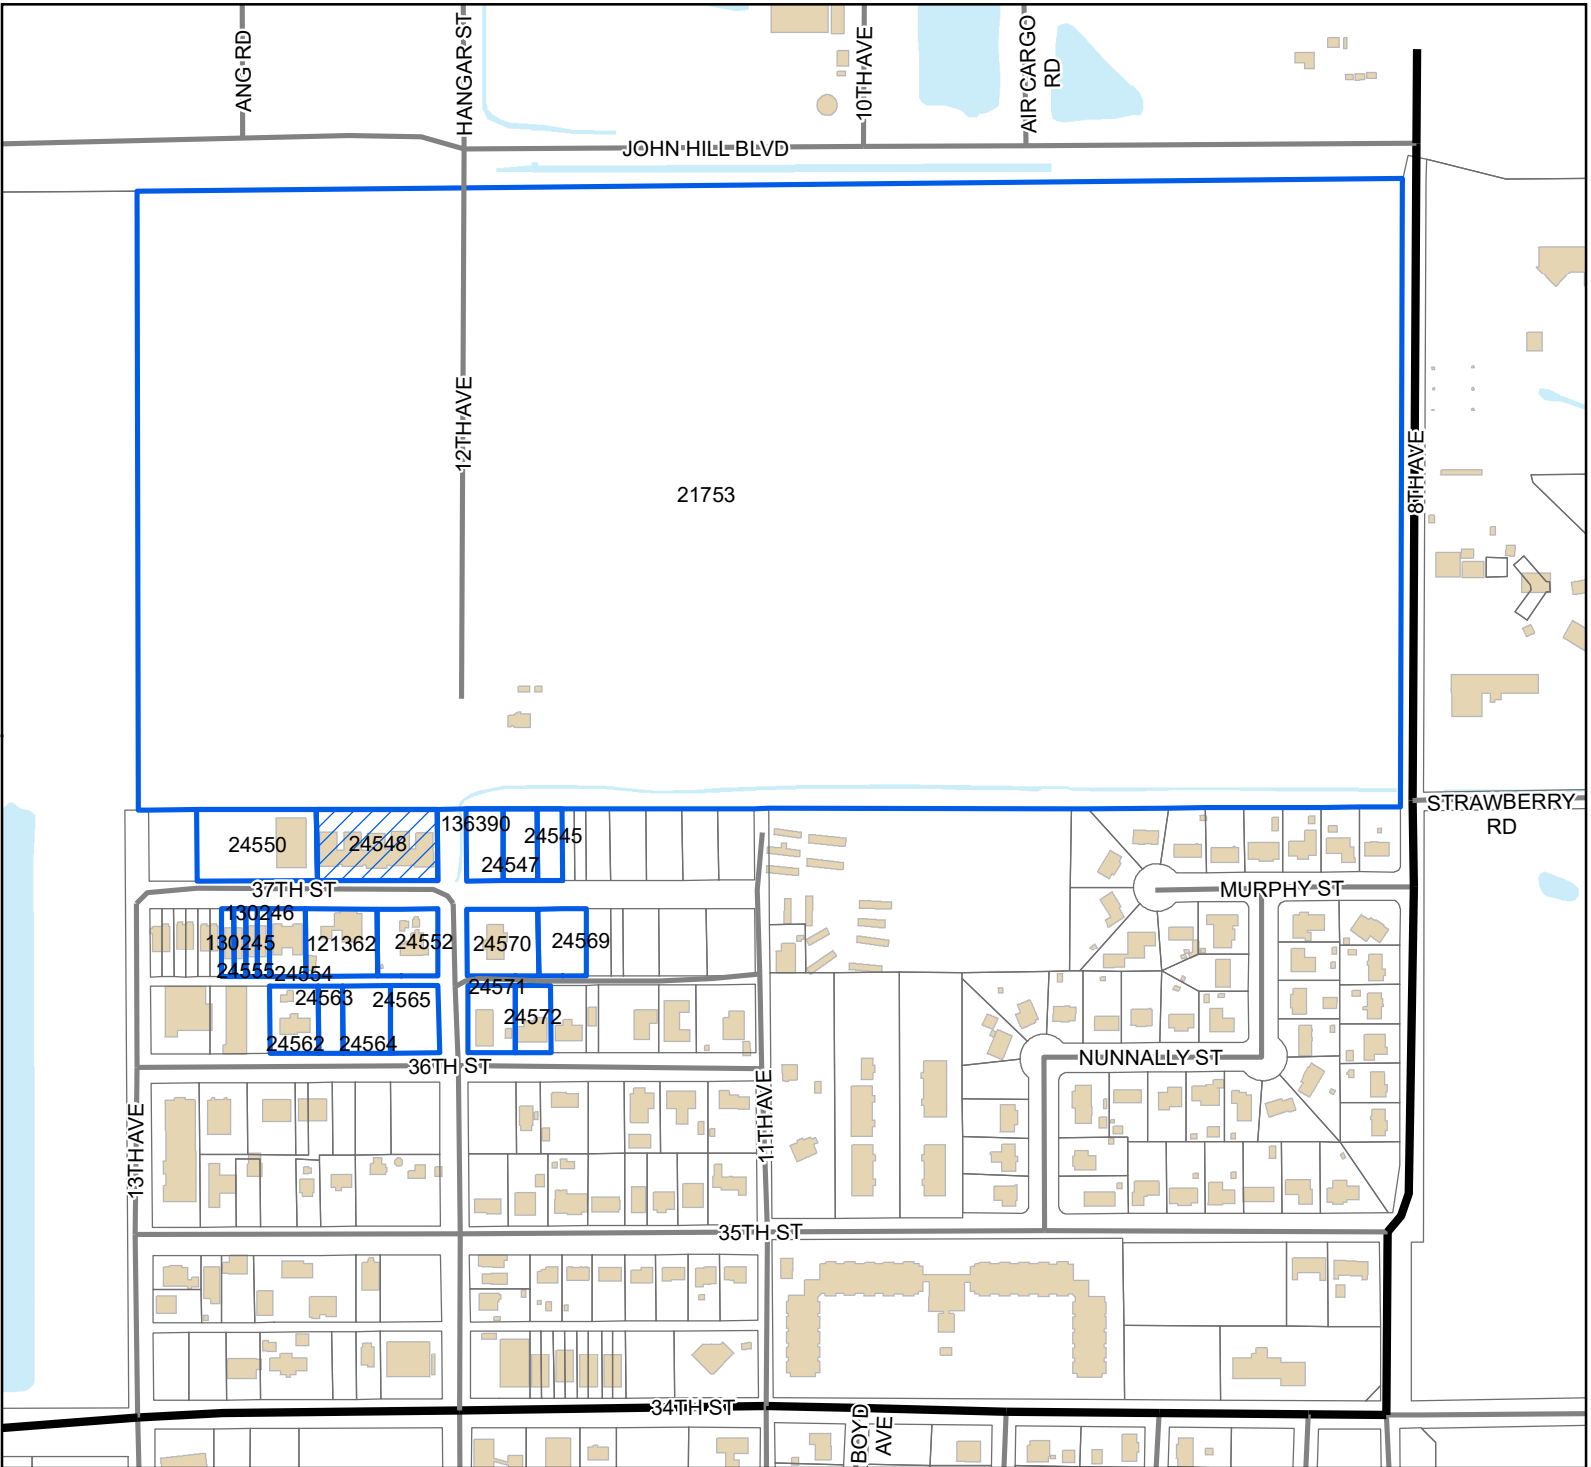 ANG RD
HANGAR ST
10TH AVE
AIR CARGO
RD
JOHN HILL BLVD
12TH AVE
8TH AVE
21753
STRAWBERRY
RD
136390
24550
24548
24545
24547
37TH ST
MURPHY ST
130246
130245
121362
24552
24570
24569
24555
24554
24571
24563
24565
24572
24562
24564
36TH ST
NUNNALLY ST
13TH AVE
11TH AVE
35TH ST
34TH ST
BOYD
AVE